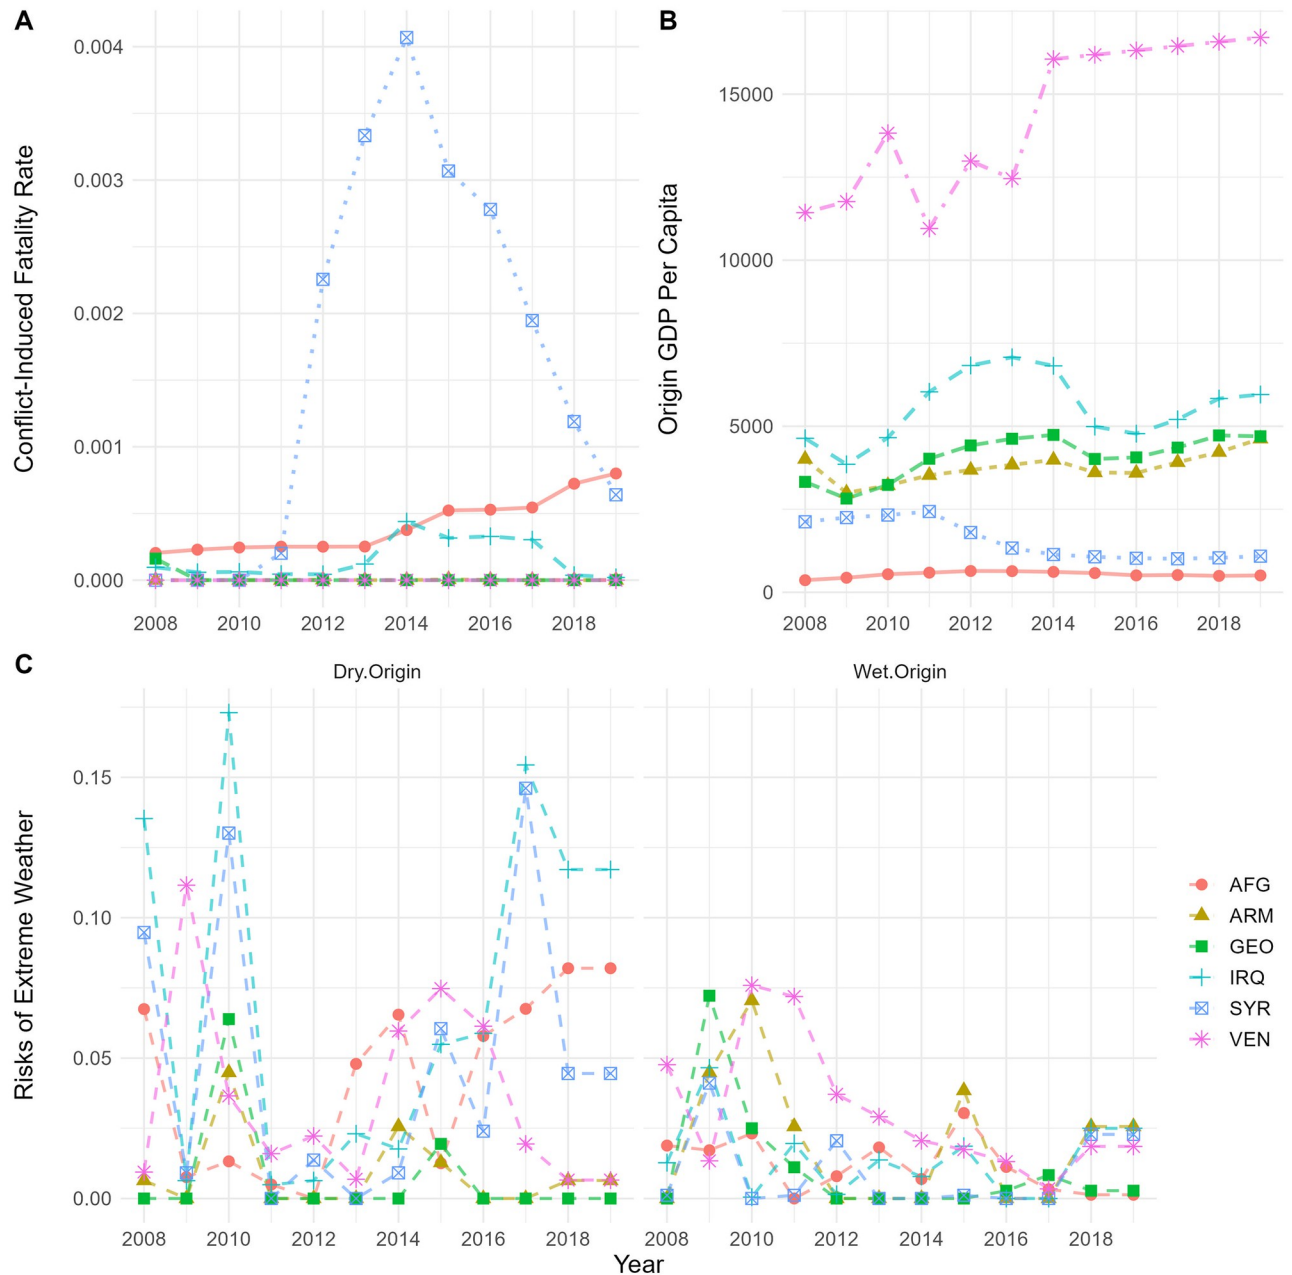 A
Conflict-Induced Fatality Rate
0.004
0.003
0.002
0.001
0.000
2008 2010 2012 2014 2016 2018
B
Origin GDP Per Capita
15000
10000
5000
0
2008 2010 2012 2014 2016 2018
C
Dry.Origin
Wet.Origin
Risks of Extreme Weather
0.15
0.10
0.05
0.00
2008 2010 2012 2014 2016 2018
2008 2010 2012 2014 2016 2018
Year
AFG
ARM
GEO
IRQ
SYR
VEN